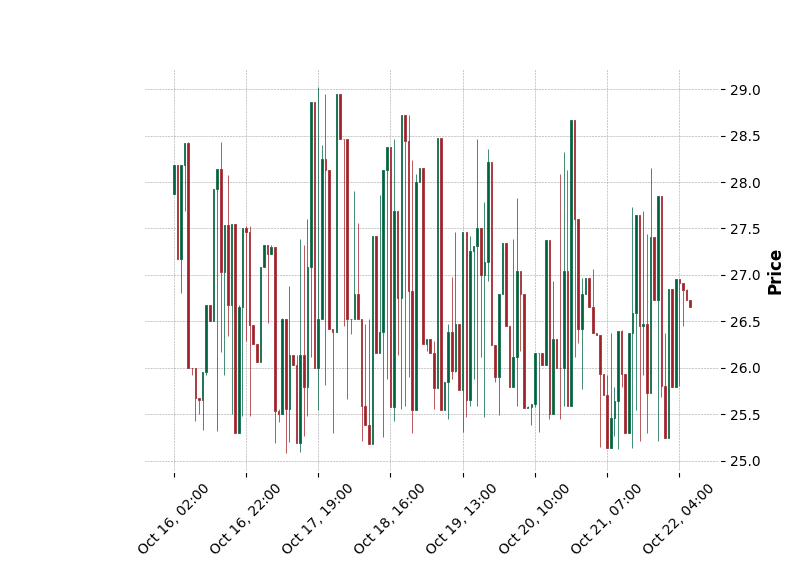 29.0
28.5
28.0
27.5
27.0
26.5
26.0
25.5
25.0
Price
Oct 16, 02:00
Oct 16, 22:00
Oct 17, 19:00
Oct 18, 16:00
Oct 19, 13:00
Oct 20, 10:00
Oct 21, 07:00
Oct 22, 04:00